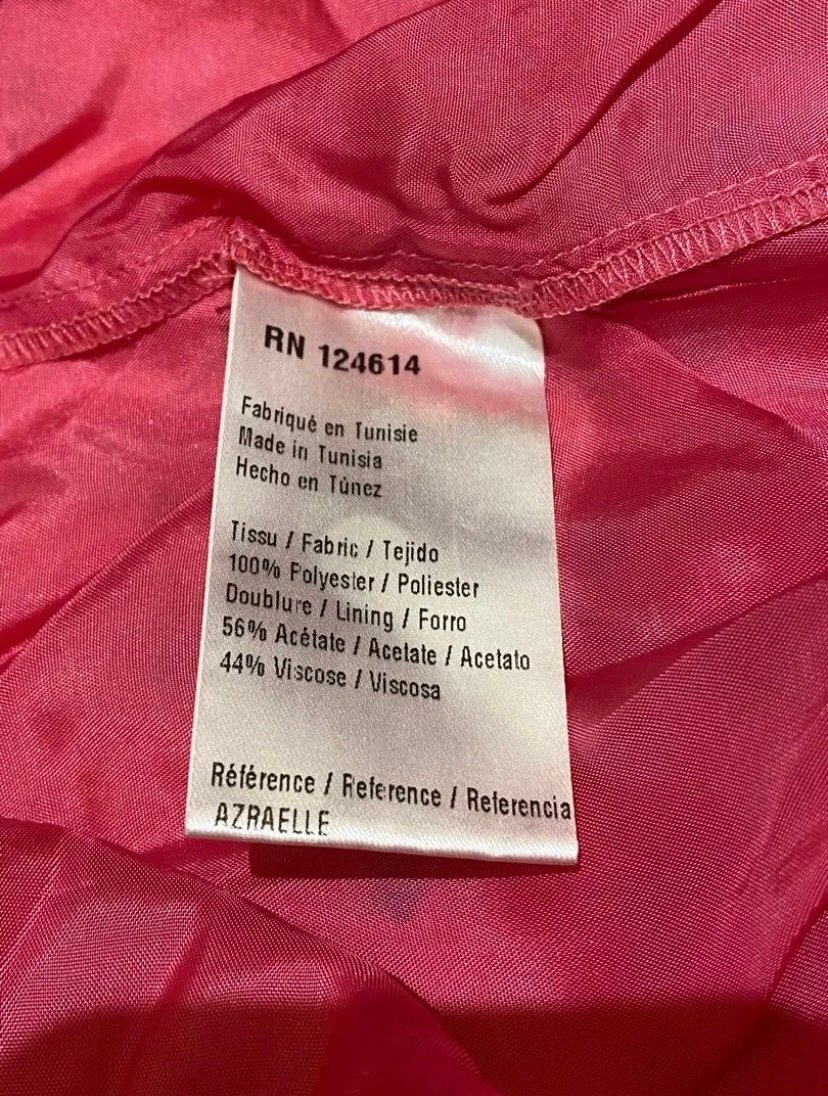 RN 124614
Fabriqué en Tunisie
Made in Tunisia
Hecho en Túnez
Tissu / Fabric / Tejido
100% Polyester / Poliester
Doublure / Lining / Forro
56% Acétate / Acetate / Acetato
44% Viscose / Viscosa
Référence / Reference / Referencia
AZRAELLE